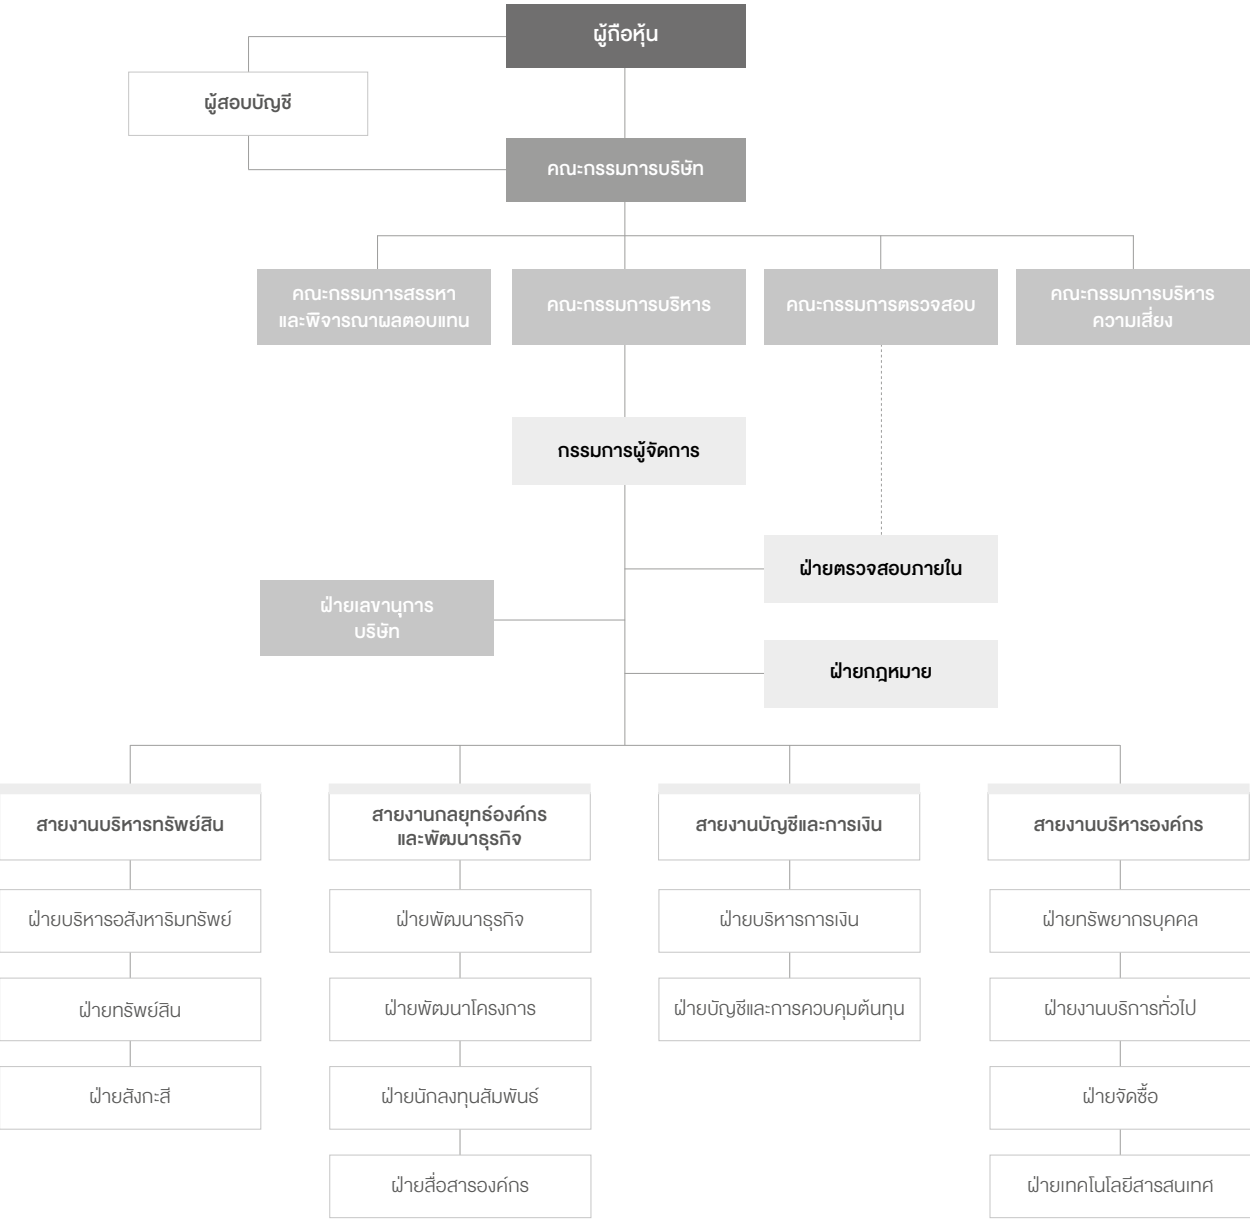 ผู้ถือหุ้น
ผู้สอบบัญชี
คณะกรรมการบริษัท
คณะกรรมการสรรหา
และพิจารณาผลตอบแทน
คณะกรรมการบริหาร
คณะกรรมการตรวจสอบ
คณะกรรมการบริหาร
ความเสี่ยง
กรรมการผู้จัดการ
ฝ่ายตรวจสอบภายใน
ฝ่ายเลขานุการ
บริษัท
ฝ่ายกฎหมาย
สายงานบริหารทรัพย์สิน
สายงานกลยุทธ์องค์กร
และพัฒนาธุรกิจ
สายงานบัญชีและการเงิน
สายงานบริหารองค์กร
ฝ่ายบริหารอสังหาริมทรัพย์
ฝ่ายพัฒนาธุรกิจ
ฝ่ายบริหารการเงิน
ฝ่ายทรัพยากรบุคคล
ฝ่ายทรัพย์สิน
ฝ่ายพัฒนาโครงการ
ฝ่ายบัญชีและการควบคุมต้นทุน
ฝ่ายงานบริการทั่วไป
ฝ่ายสังกะสี
ฝ่ายนักลงทุนสัมพันธ์
ฝ่ายจัดซื้อ
ฝ่ายสื่อสารองค์กร
ฝ่ายเทคโนโลยีสารสนเทศ